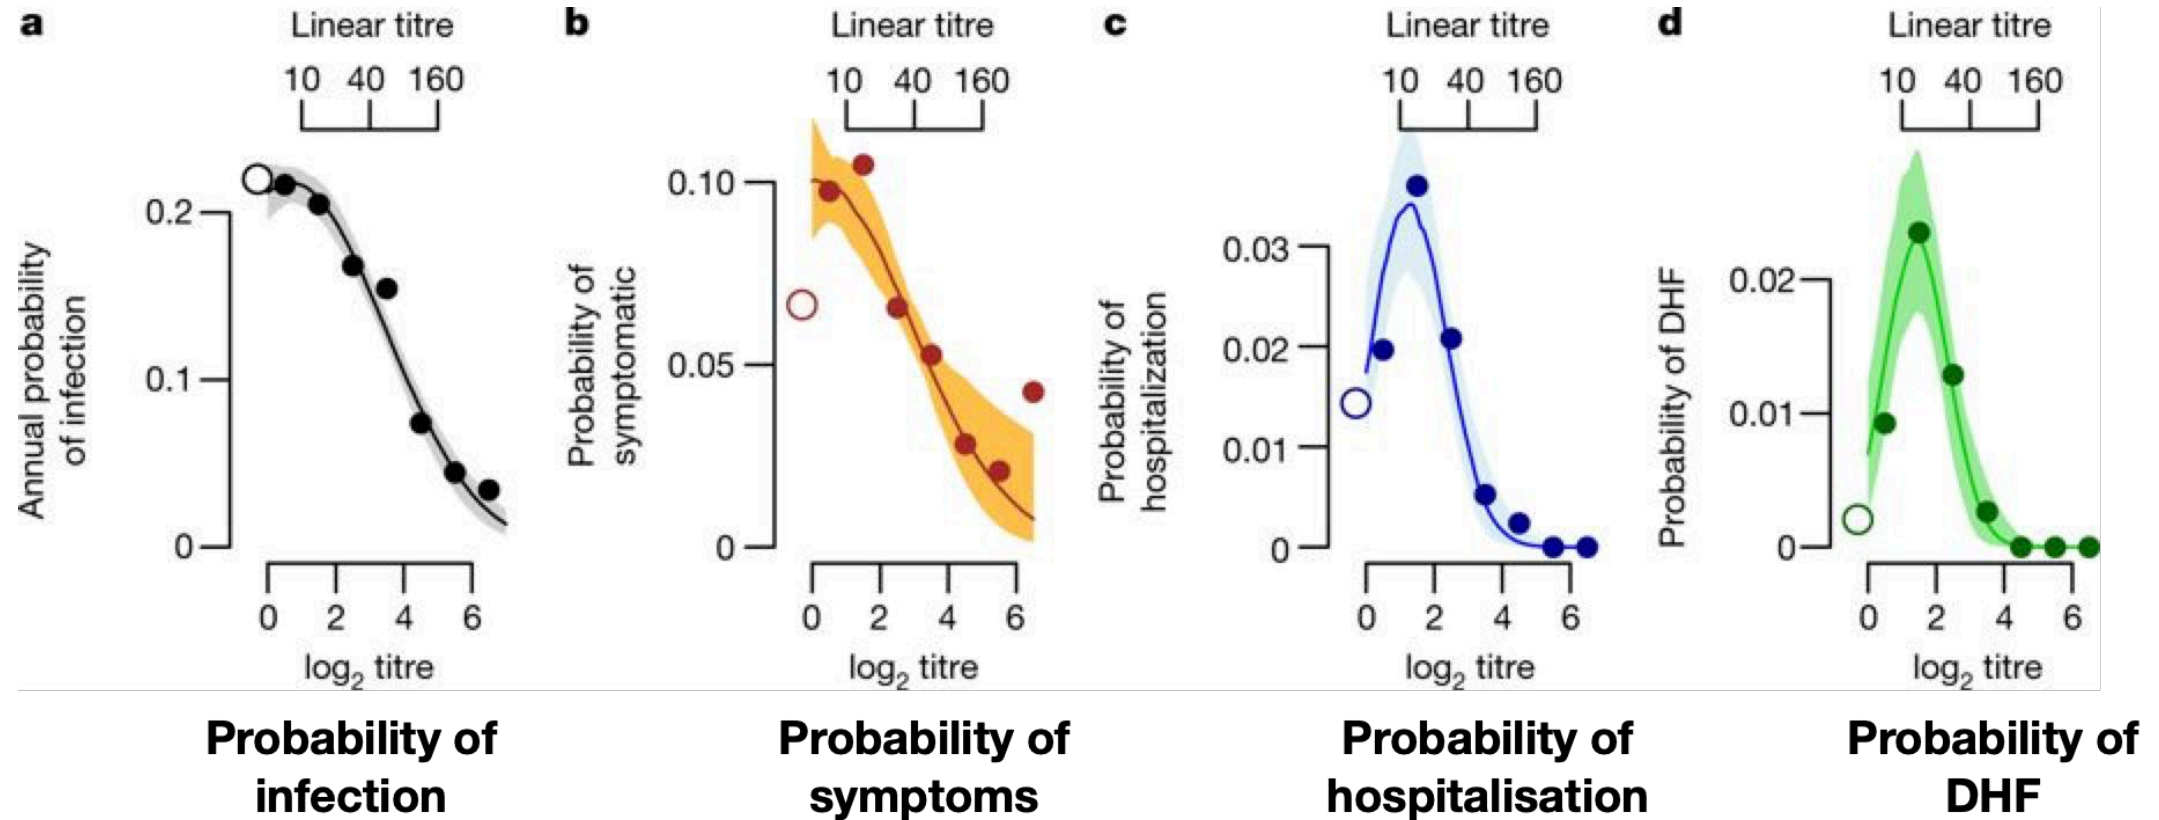 a
Linear titre
10 40 160
0.2
0.1
0
Annual probability
of infection
0 2 4 6
log2 titre
b
Linear titre
10 40 160
0.10
0.05
0
Probability of
symptomatic
0 2 4 6
log2 titre
c
Linear titre
10 40 160
0.03
0.02
0.01
0
Probability of
hospitalization
0 2 4 6
log2 titre
d
Linear titre
10 40 160
0.02
0.01
0
Probability of DHF
0 2 4 6
log2 titre
Probability of
infection
Probability of
symptoms
Probability of
hospitalisation
Probability of
DHF